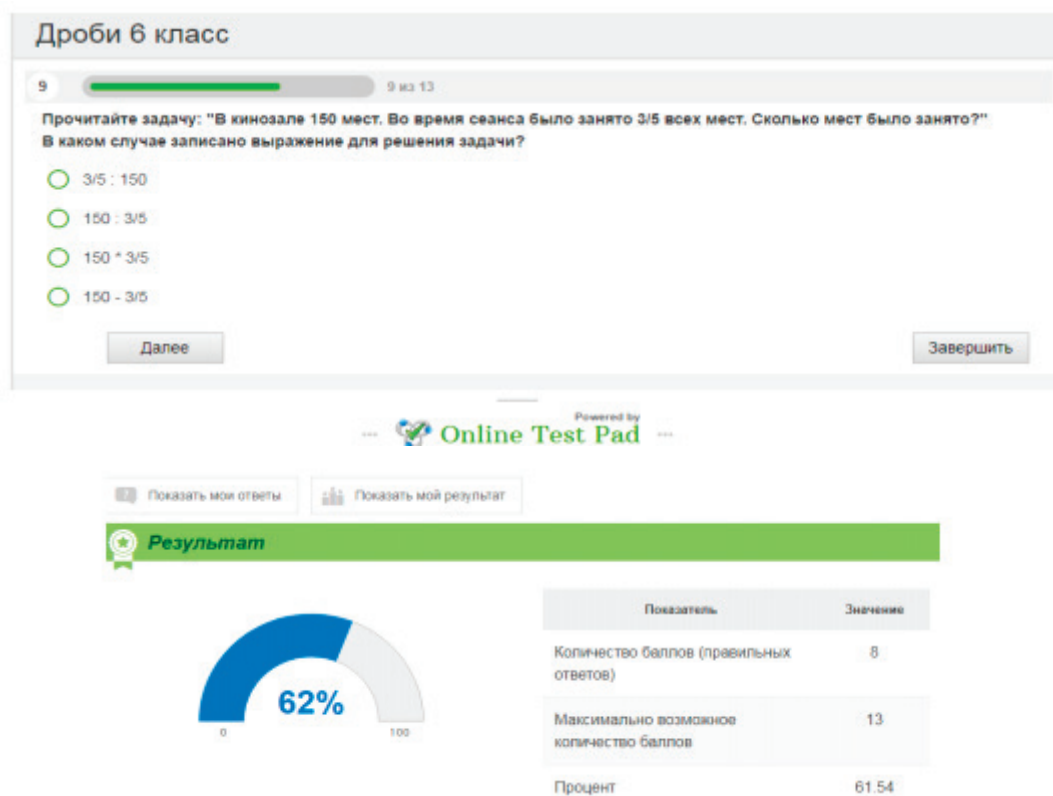 Дроби 6 класс
9
9 из 13
Прочитайте задачу: "В кинозале 150 мест. Во время сеанса было занято 3/5 всех мест. Сколько мест было занято?"
В каком случае записано выражение для решения задачи?
3/5 : 150
150 : 3/5
150 * 3/5
150 - 3/5
Далее
Завершить
Powered by
Online Test Pad
Показать мои ответы
Показать мой результат
Результат
62%
0
100
Показатель
Значение
Количество баллов (правильных
8
ответов)
Максимально возможное
13
количество баллов
Процент
61.54